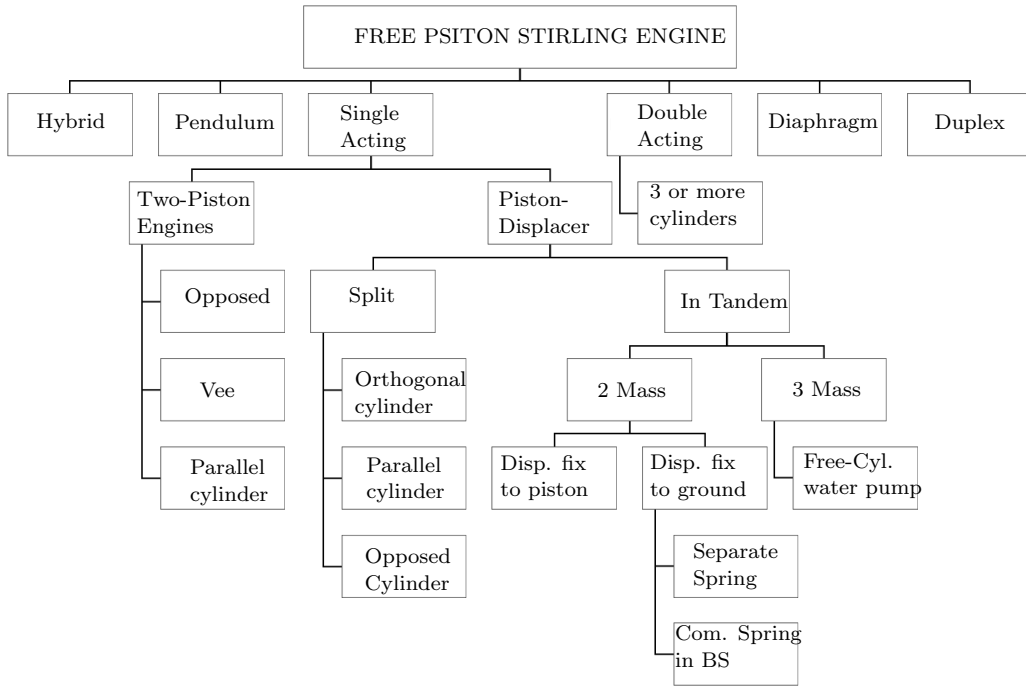 FREE PSITON STIRLING ENGINE
Hybrid
Pendulum
Single
Acting
Double
Acting
Diaphragm
Duplex
Two-Piston
Engines
Piston-
Displacer
3 or more
cylinders
Opposed
Split
In Tandem
Vee
Orthogonal
cylinder
2 Mass
3 Mass
Parallel
cylinder
Parallel
cylinder
Disp. fix
to piston
Disp. fix
to ground
Free-Cyl.
water pump
Opposed
Cylinder
Separate
Spring
Com. Spring
in BS